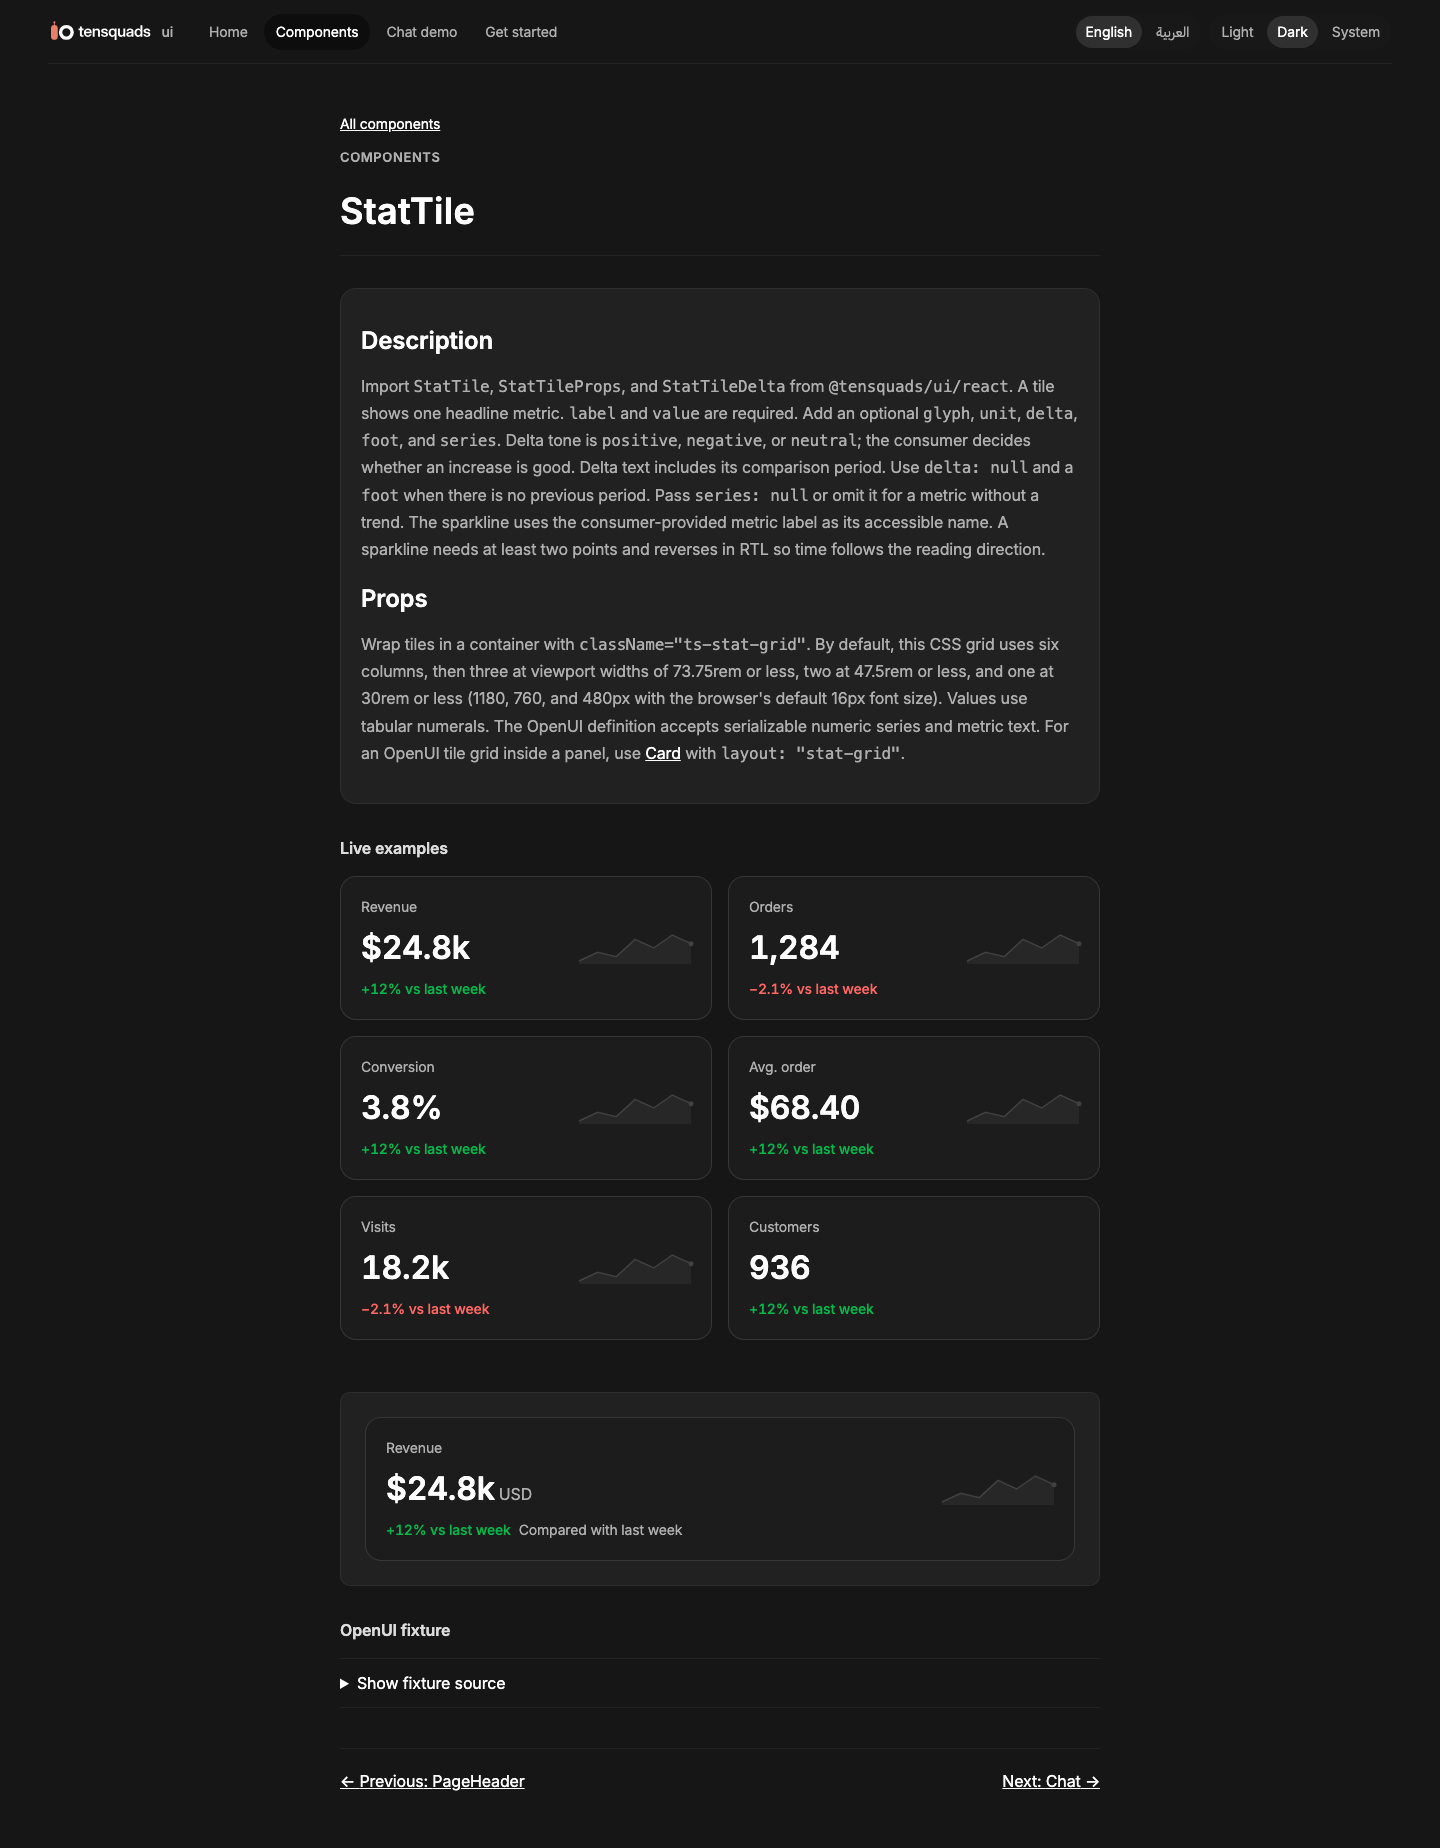 tensquads ui
Home
Components
Chat demo
Get started
English
العربية
Light
Dark
System
All components
COMPONENTS
StatTile
Description
Import StatTile, StatTileProps, and StatTileDelta from @tensquads/ui/react. A tile
shows one headline metric. label and value are required. Add an optional glyph, unit, delta,
foot, and series. Delta tone is positive, negative, or neutral; the consumer decides
whether an increase is good. Delta text includes its comparison period. Use delta: null and a
foot when there is no previous period. Pass series: null or omit it for a metric without a
trend. The sparkline uses the consumer-provided metric label as its accessible name. A
sparkline needs at least two points and reverses in RTL so time follows the reading direction.
Props
Wrap tiles in a container with className="ts-stat-grid". By default, this CSS grid uses six
columns, then three at viewport widths of 73.75rem or less, two at 47.5rem or less, and one at
30rem or less (1180, 760, and 480px with the browser's default 16px font size). Values use
tabular numerals. The OpenUI definition accepts serializable numeric series and metric text. For
an OpenUI tile grid inside a panel, use Card with layout: "stat-grid".
Live examples
Revenue
$24.8k
+12% vs last week
Orders
1,284
−2.1% vs last week
Conversion
3.8%
+12% vs last week
Avg. order
$68.40
+12% vs last week
Visits
18.2k
−2.1% vs last week
Customers
936
+12% vs last week
Revenue
$24.8k USD
+12% vs last week Compared with last week
OpenUI fixture
Show fixture source
← Previous: PageHeader
Next: Chat →